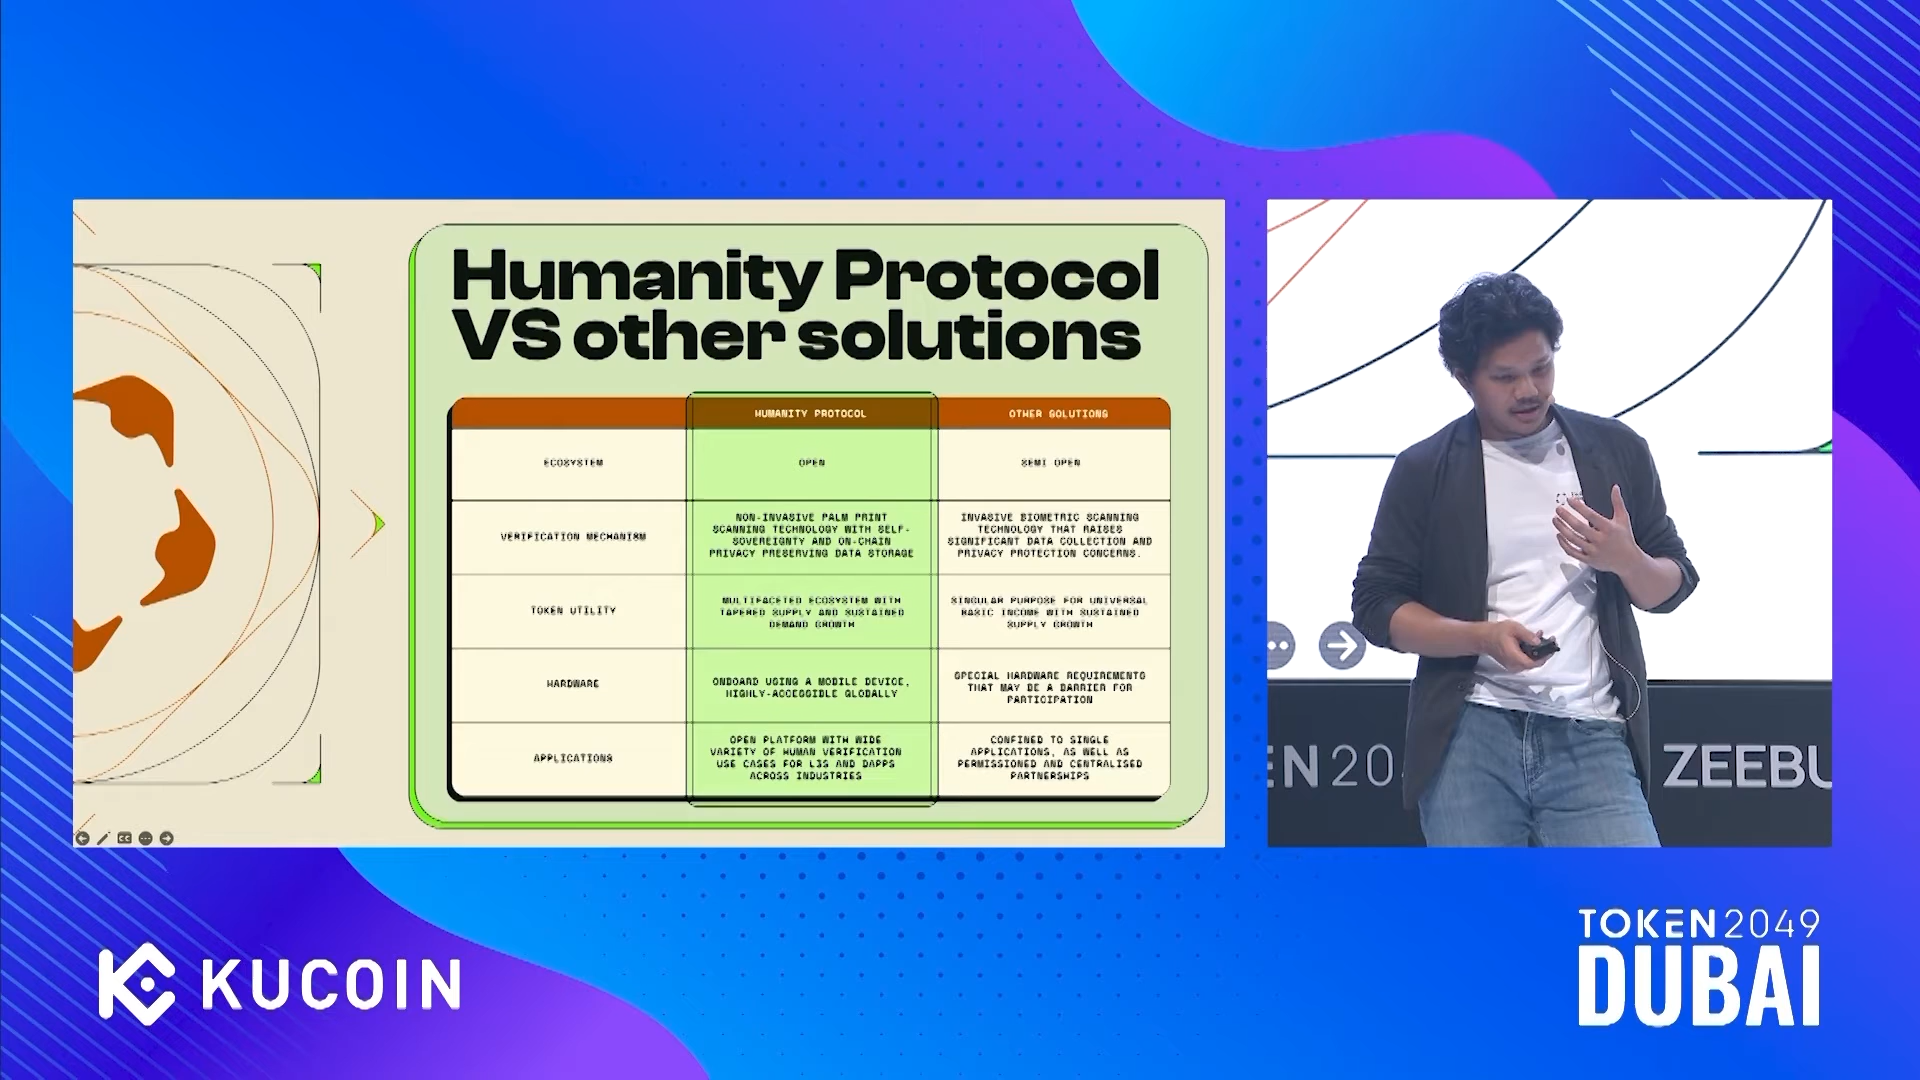 Humanity Protocol
VS other solutions
HUMANITY PROTOCOL
OTHER SOLUTIONS
ECOSYSTEM
OPEN
SEMI OPEN
VERIFICATION MECHANISM
NON-INVASIVE PALM PRINT
SCANNING TECHNOLOGY WITH SELF-
SOVEREIGNTY AND ON-CHAIN
PRIVACY PRESERVING DATA STORAGE
INVASIVE BIOMETRIC SCANNING
TECHNOLOGY THAT RAISES
SIGNIFICANT DATA COLLECTION AND
PRIVACY PROTECTION CONCERNS.
TOKEN UTILITY
MULTIFACETED ECOSYSTEM WITH
TAPERED SUPPLY AND SUSTAINED
DEMAND GROWTH
SINGULAR PURPOSE FOR UNIVERSAL
BASIC INCOME WITH SUSTAINED
SUPPLY GROWTH
HARDWARE
ONBOARD USING A MOBILE DEVICE,
HIGHLY-ACCESSIBLE GLOBALLY
SPECIAL HARDWARE REQUIREMENTS
THAT MAY BE A BARRIER FOR
PARTICIPATION
APPLICATIONS
OPEN PLATFORM WITH WIDE
VARIETY OF HUMAN VERIFICATION
USE CASES FOR L3S AND DAPPS
ACROSS INDUSTRIES
CONFINED TO SINGLE
APPLICATIONS, AS WELL AS
PERMISSIONED AND CENTRALISED
PARTNERSHIPS
CC
EN 20
ZEEBU
KUCOIN
TOKEN2049
DUBAI